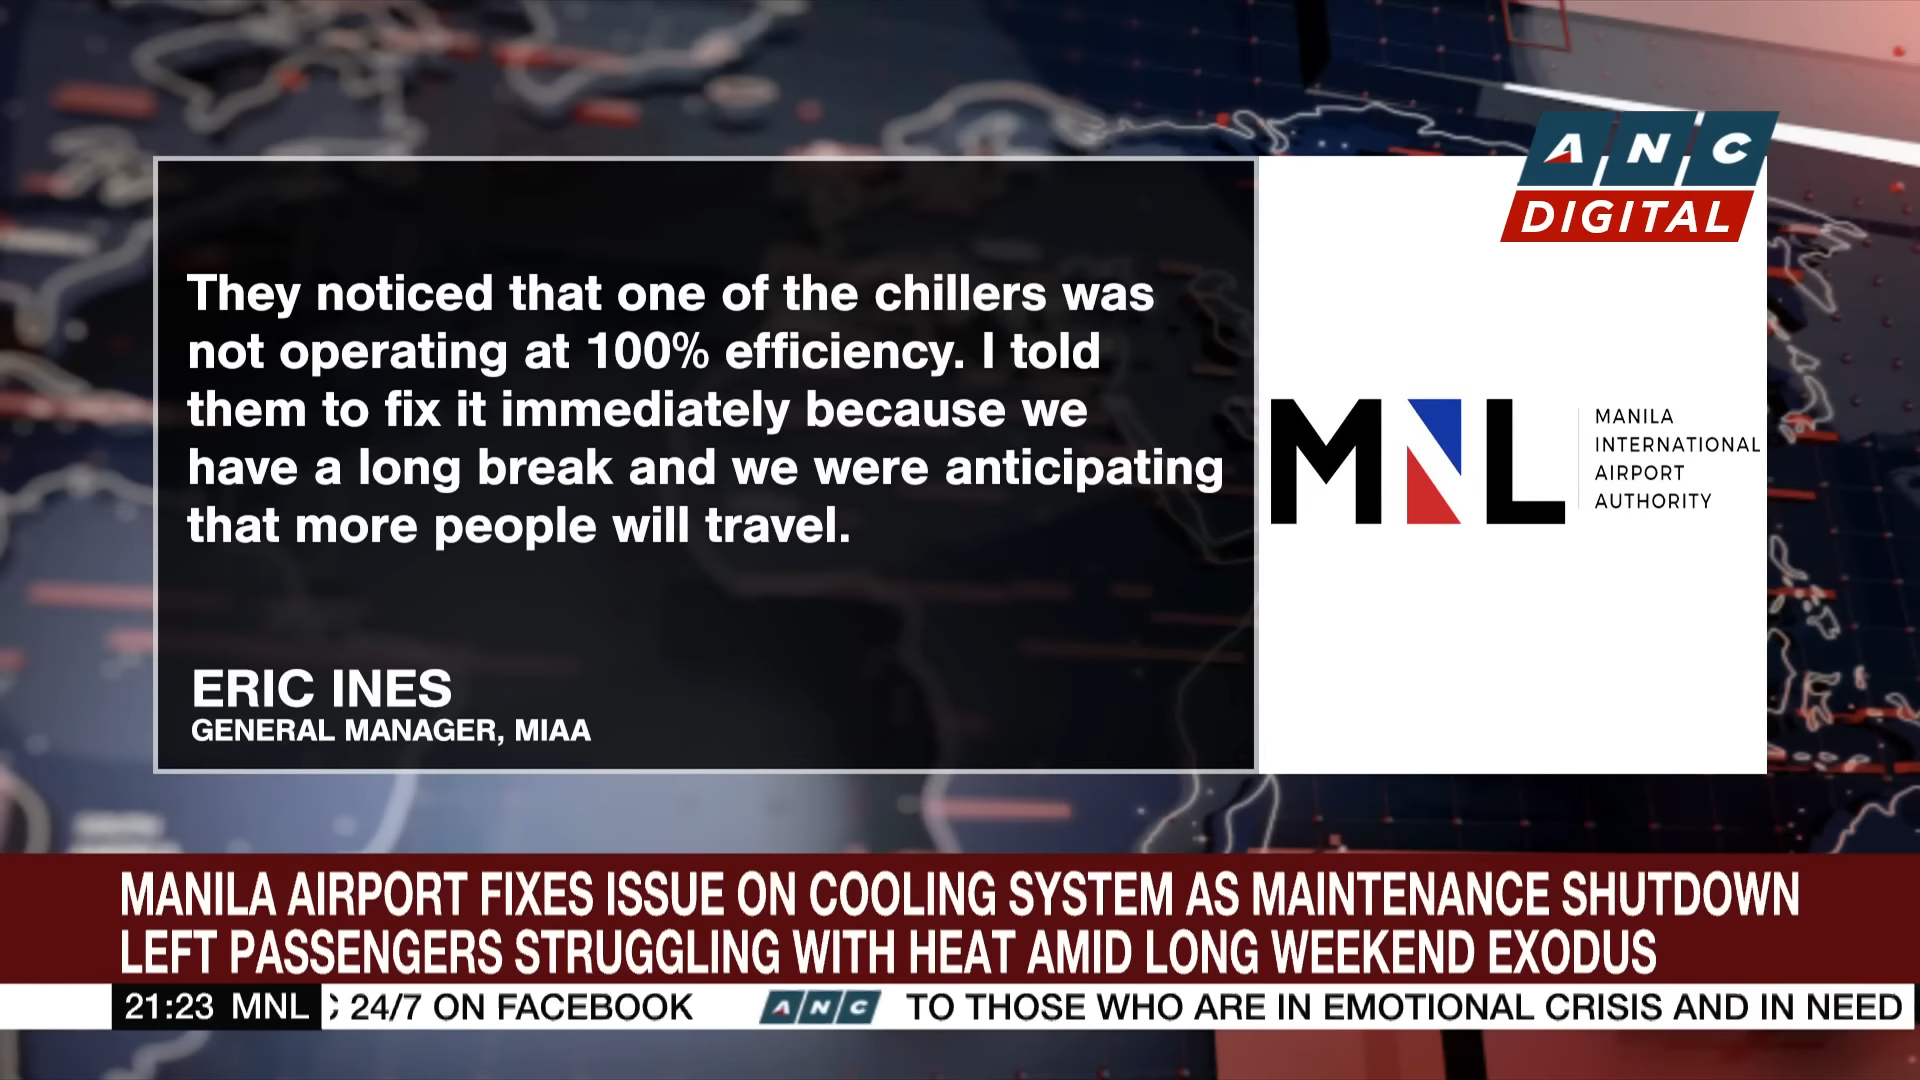 ANC
DIGITAL
They noticed that one of the chillers was
not operating at 100% efficiency. I told
them to fix it immediately because we
have a long break and we were anticipating
that more people will travel.
ERIC INES
GENERAL MANAGER, MIAA
MNL
MANILA
INTERNATIONAL
AIRPORT
AUTHORITY
MANILA AIRPORT FIXES ISSUE ON COOLING SYSTEM AS MAINTENANCE SHUTDOWN
LEFT PASSENGERS STRUGGLING WITH HEAT AMID LONG WEEKEND EXODUS
21:23 MNL 24/7 ON FACEBOOK ANC TO THOSE WHO ARE IN EMOTIONAL CRISIS AND IN NEED